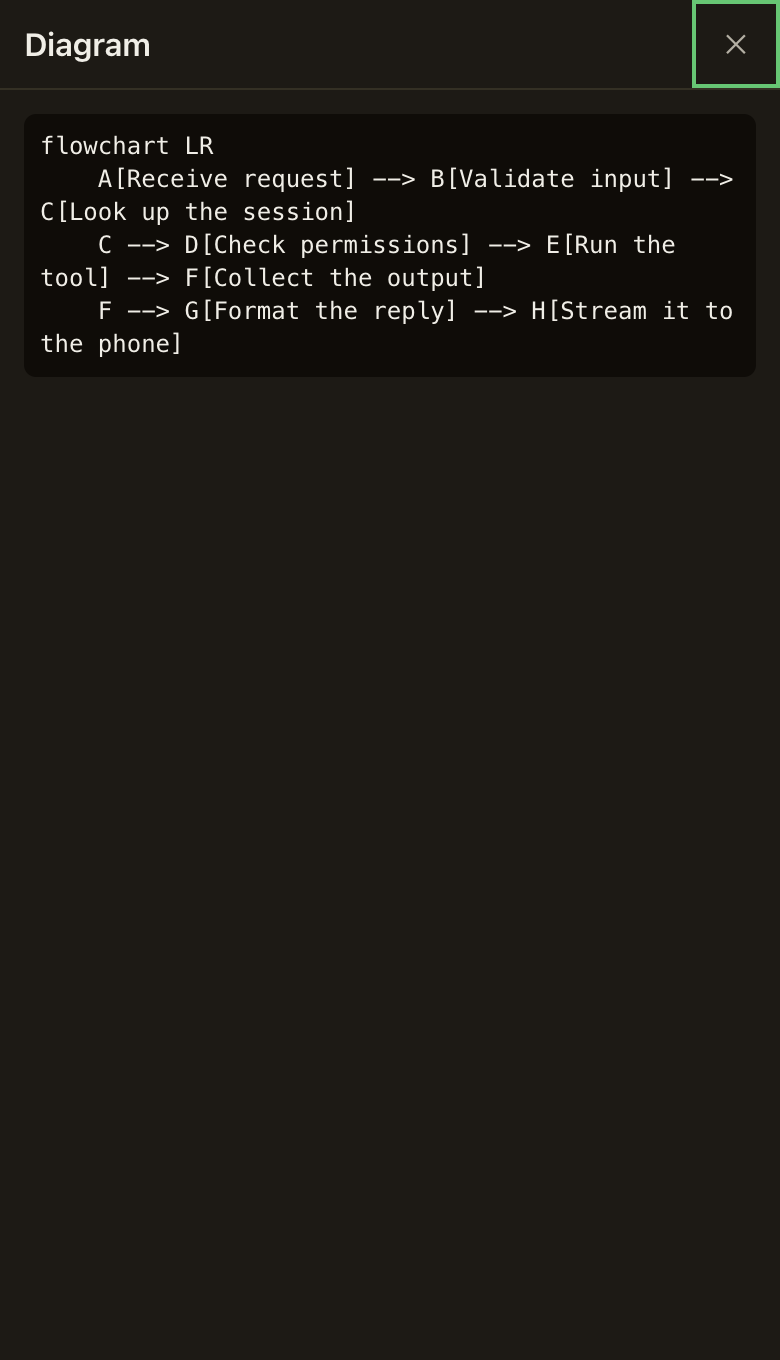 Diagram
flowchart LR
    A[Receive request] --> B[Validate input] -->
C[Look up the session]
    C --> D[Check permissions] --> E[Run the
tool] --> F[Collect the output]
    F --> G[Format the reply] --> H[Stream it to
the phone]